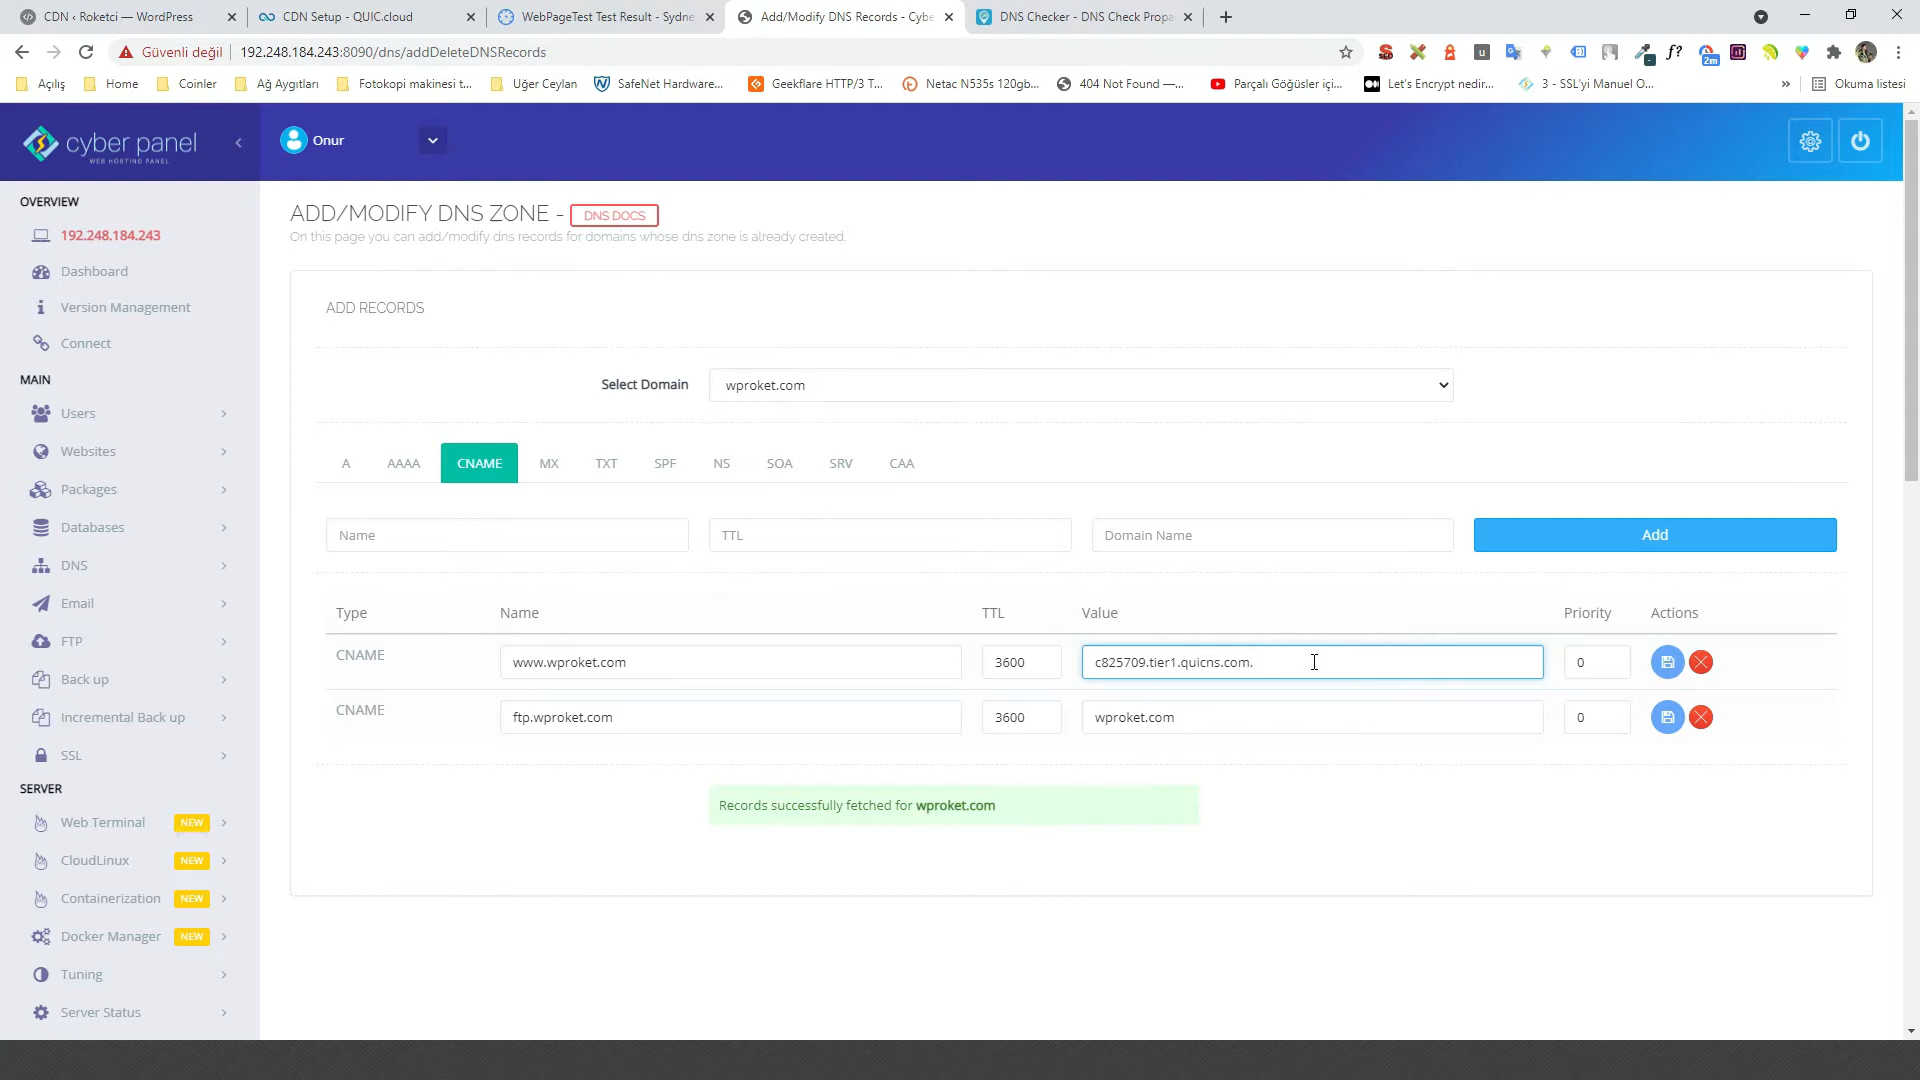 CDN ‹ Roketci — WordPress
CDN Setup - QUIC.cloud
WebPageTest Test Result - Sydne
Add/Modify DNS Records - Cybe
DNS Checker - DNS Check Propa
Güvenli değil
192.248.184.243:8090/dns/addDeleteDNSRecords
SEO
u
f?
2m
Açılış
Home
Coinler
Ağ Aygıtları
Fotokopi makinesi t...
Uğer Ceylan
SafeNet Hardware...
Geekflare HTTP/3 T...
Netac N535s 120gb...
404 Not Found —...
Parçalı Göğüsler içi...
Let's Encrypt nedir...
3 - SSL'yi Manuel O...
»
Okuma listesi
cyber panel
WEB HOSTING PANEL
Onur
OVERVIEW
192.248.184.243
Dashboard
Version Management
Connect
MAIN
Users
Websites
Packages
Databases
DNS
Email
FTP
Back up
Incremental Back up
SSL
SERVER
Web Terminal NEW
CloudLinux NEW
Containerization NEW
Docker Manager NEW
Tuning
Server Status
ADD/MODIFY DNS ZONE - DNS DOCS
On this page you can add/modify dns records for domains whose dns zone is already created.
ADD RECORDS
Select Domain wproket.com
A AAAA CNAME MX TXT SPF NS SOA SRV CAA
Name TTL Domain Name Add
Type Name TTL Value Priority Actions
CNAME www.wproket.com 3600 c825709.tier1.quicns.com. 0
CNAME ftp.wproket.com 3600 wproket.com 0
Records successfully fetched for wproket.com